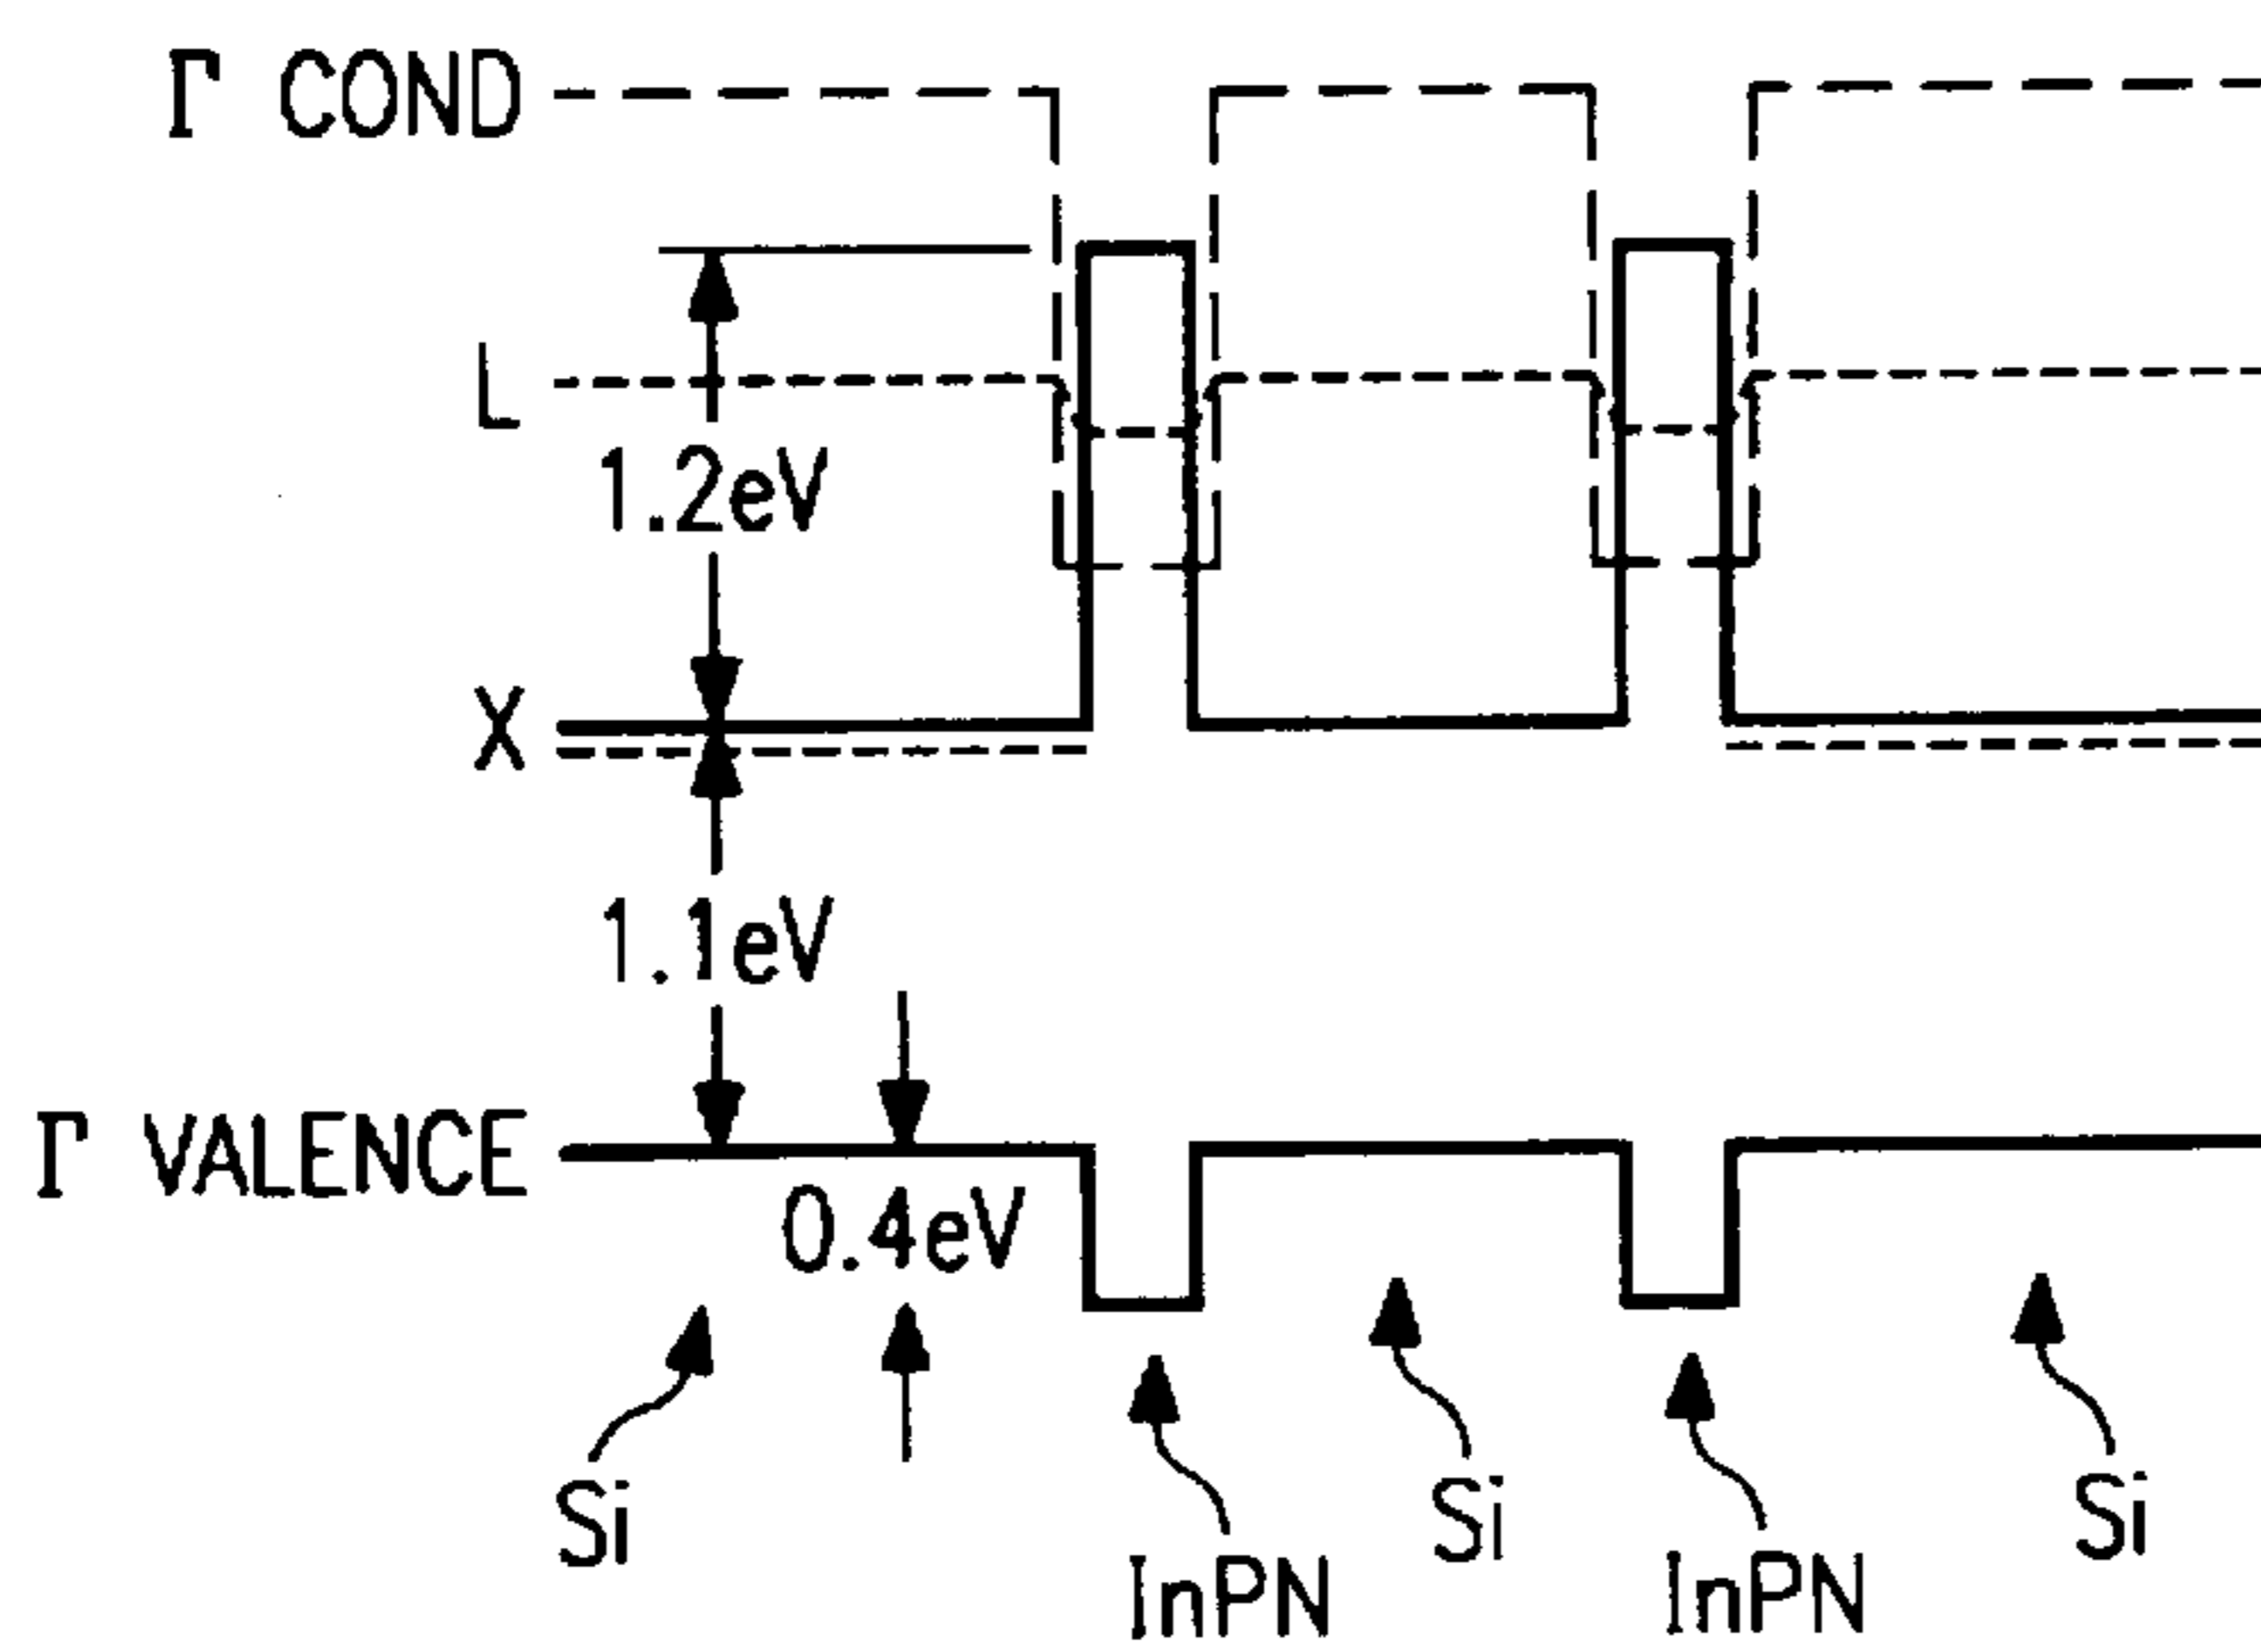 Γ COND
L
1.2eV
X
1.1eV
Γ VALENCE
0.4eV
Si
InPN
Si
InPN
Si